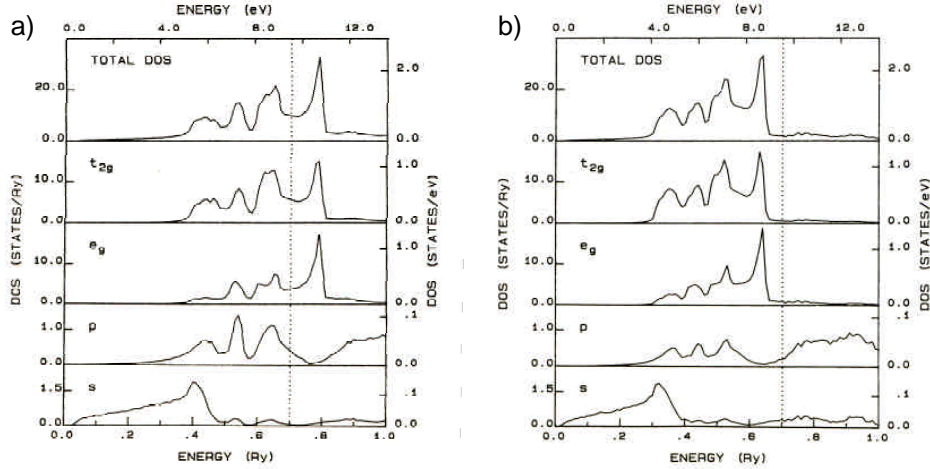 a)
ENERGY (eV)
0.0 4.0 8.0 12.0
TOTAL DOS
20.0
0.0
2.0
1.0
0.0
t2g
10.0
0.0
1.0
0.0
eg
10.0
0.0
1.0
0.0
p
1.0
0.0
.1
0.0
s
1.5
0.0
.1
0.0
DCS (STATES/Ry)
DOS (STATES/eV)
0.0 .2 .4 .6 .8 1.0
ENERGY (Ry)
b)
ENERGY (eV)
0.0 4.0 8.0 12.0
TOTAL DOS
20.0
0.0
2.0
1.0
0.0
t2g
10.0
0.0
1.0
0.0
eg
10.0
0.0
1.0
0.0
p
1.0
0.0
.1
0.0
s
1.5
0.0
.1
0.0
DOS (STATES/Ry)
DOS (STATES/eV)
0.0 .2 .4 .6 .8 1.0
ENERGY (Ry)